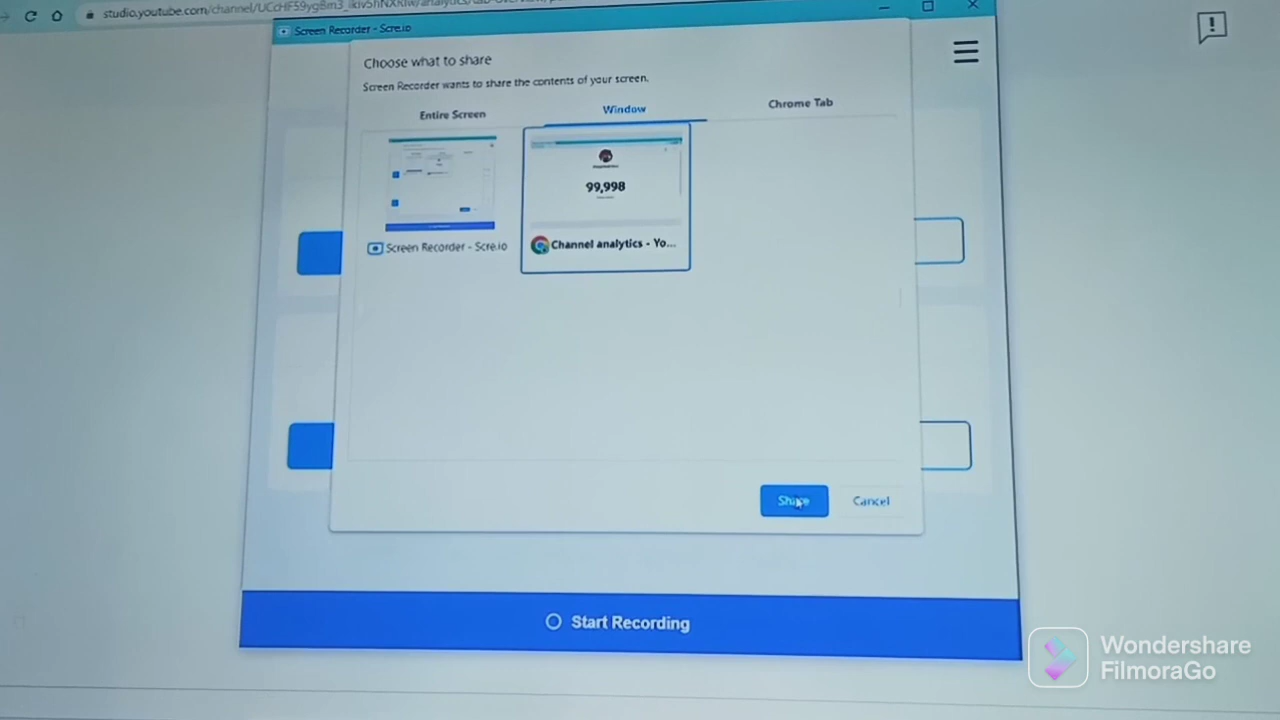 Screen Recorder - Scre.io
Choose what to share
Screen Recorder wants to share the contents of your screen.
Entire Screen
Window
Chrome Tab
99,998
Screen Recorder - Scre.io
Channel analytics - Yo...
Share
Cancel
Start Recording
Wondershare
FilmoraGo